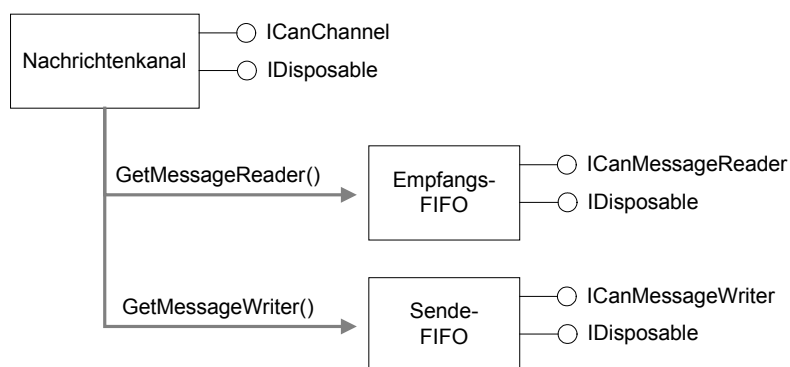 ICanChannel
Nachrichtenkanal
IDisposable
GetMessageReader()
Empfangs-
FIFO
ICanMessageReader
IDisposable
GetMessageWriter()
Sende-
FIFO
ICanMessageWriter
IDisposable